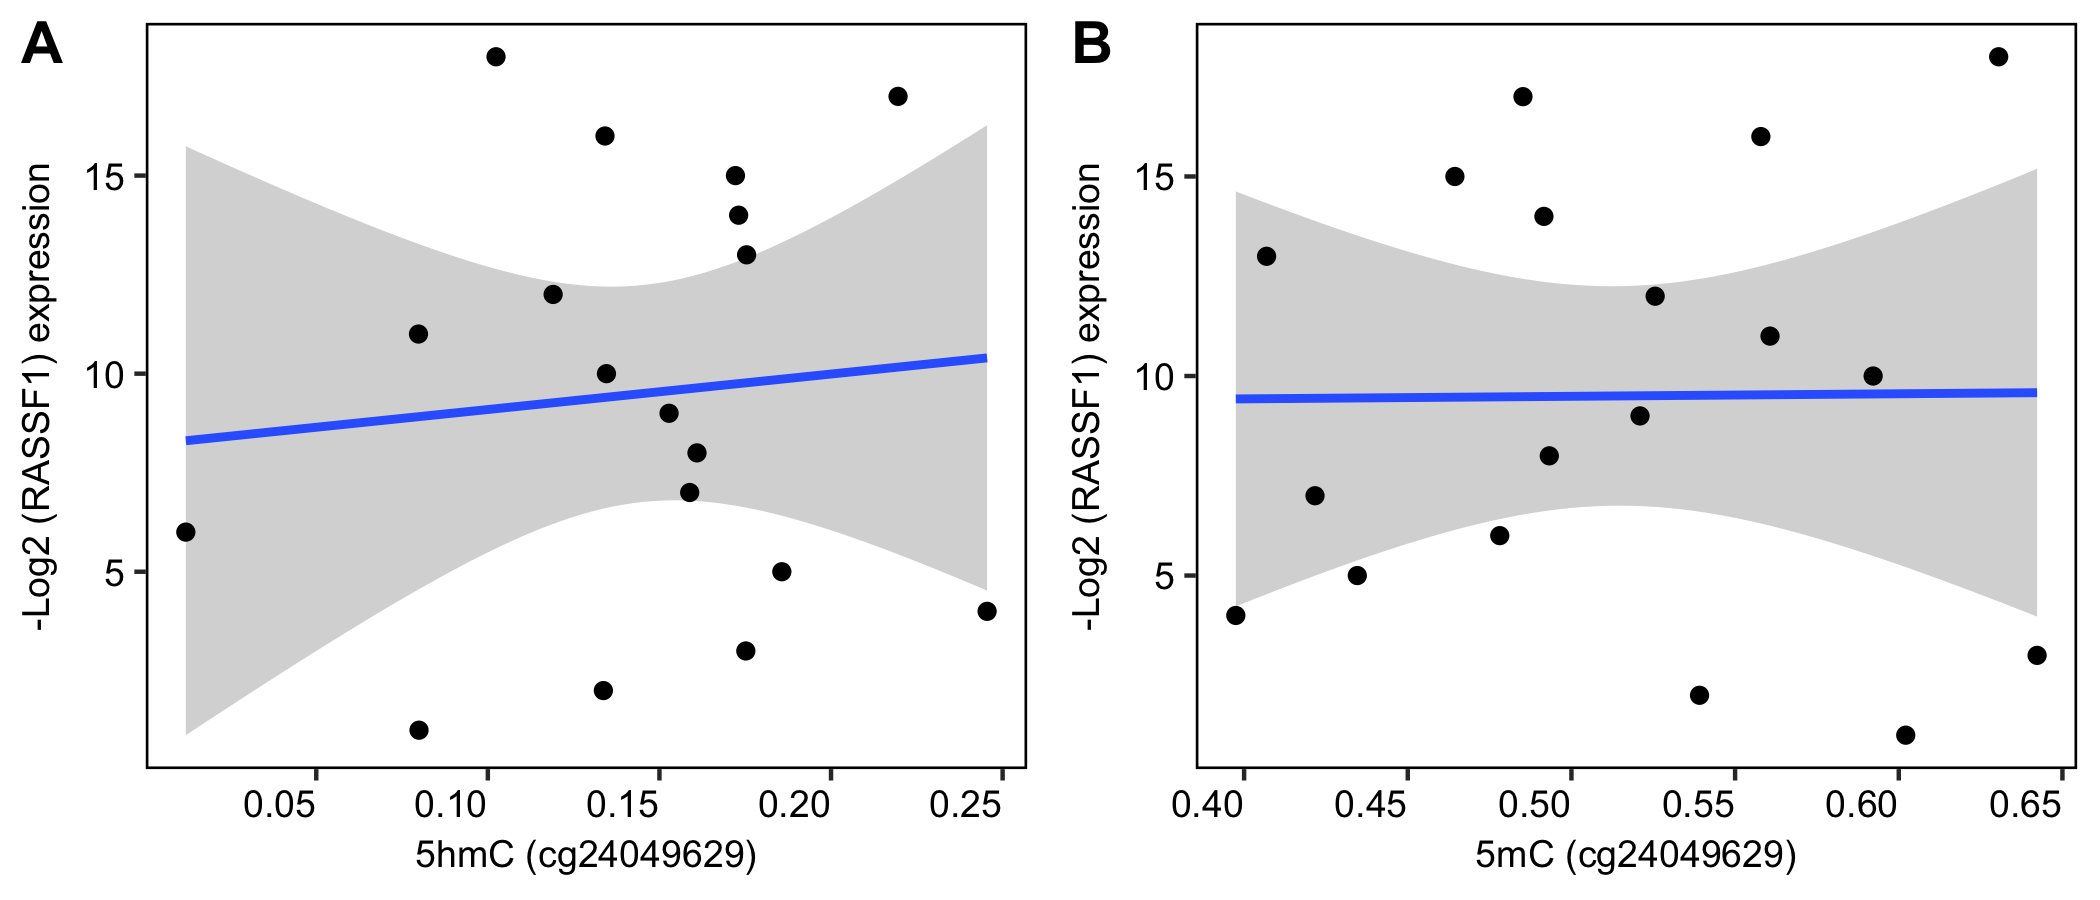 A
-Log2 (RASSF1) expression
15
10
5
0.05 0.10 0.15 0.20 0.25
5hmC (cg24049629)
B
-Log2 (RASSF1) expression
15
10
5
0.40 0.45 0.50 0.55 0.60 0.65
5mC (cg24049629)